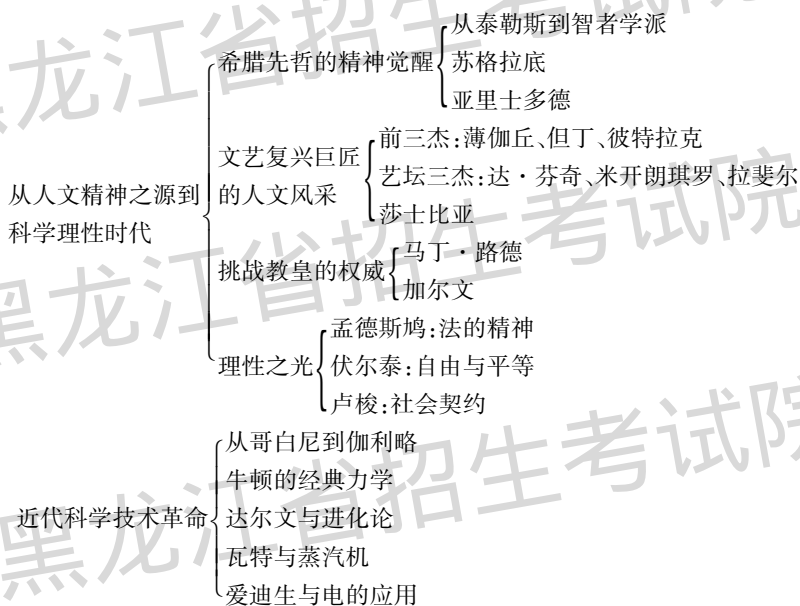 从人文精神之源到
科学理性时代
希腊先哲的精神觉醒
从泰勒斯到智者学派
苏格拉底
亚里士多德
文艺复兴巨匠
的人文风采
前三杰:薄伽丘、但丁、彼特拉克
艺坛三杰:达·芬奇、米开朗琪罗、拉斐尔
莎士比亚
挑战教皇的权威
马丁·路德
加尔文
理性之光
孟德斯鸠:法的精神
伏尔泰:自由与平等
卢梭:社会契约
近代科学技术革命
从哥白尼到伽利略
牛顿的经典力学
达尔文与进化论
瓦特与蒸汽机
爱迪生与电的应用
黑龙江省招生考试院
黑龙江省招生考试院
黑龙江省招生考试院